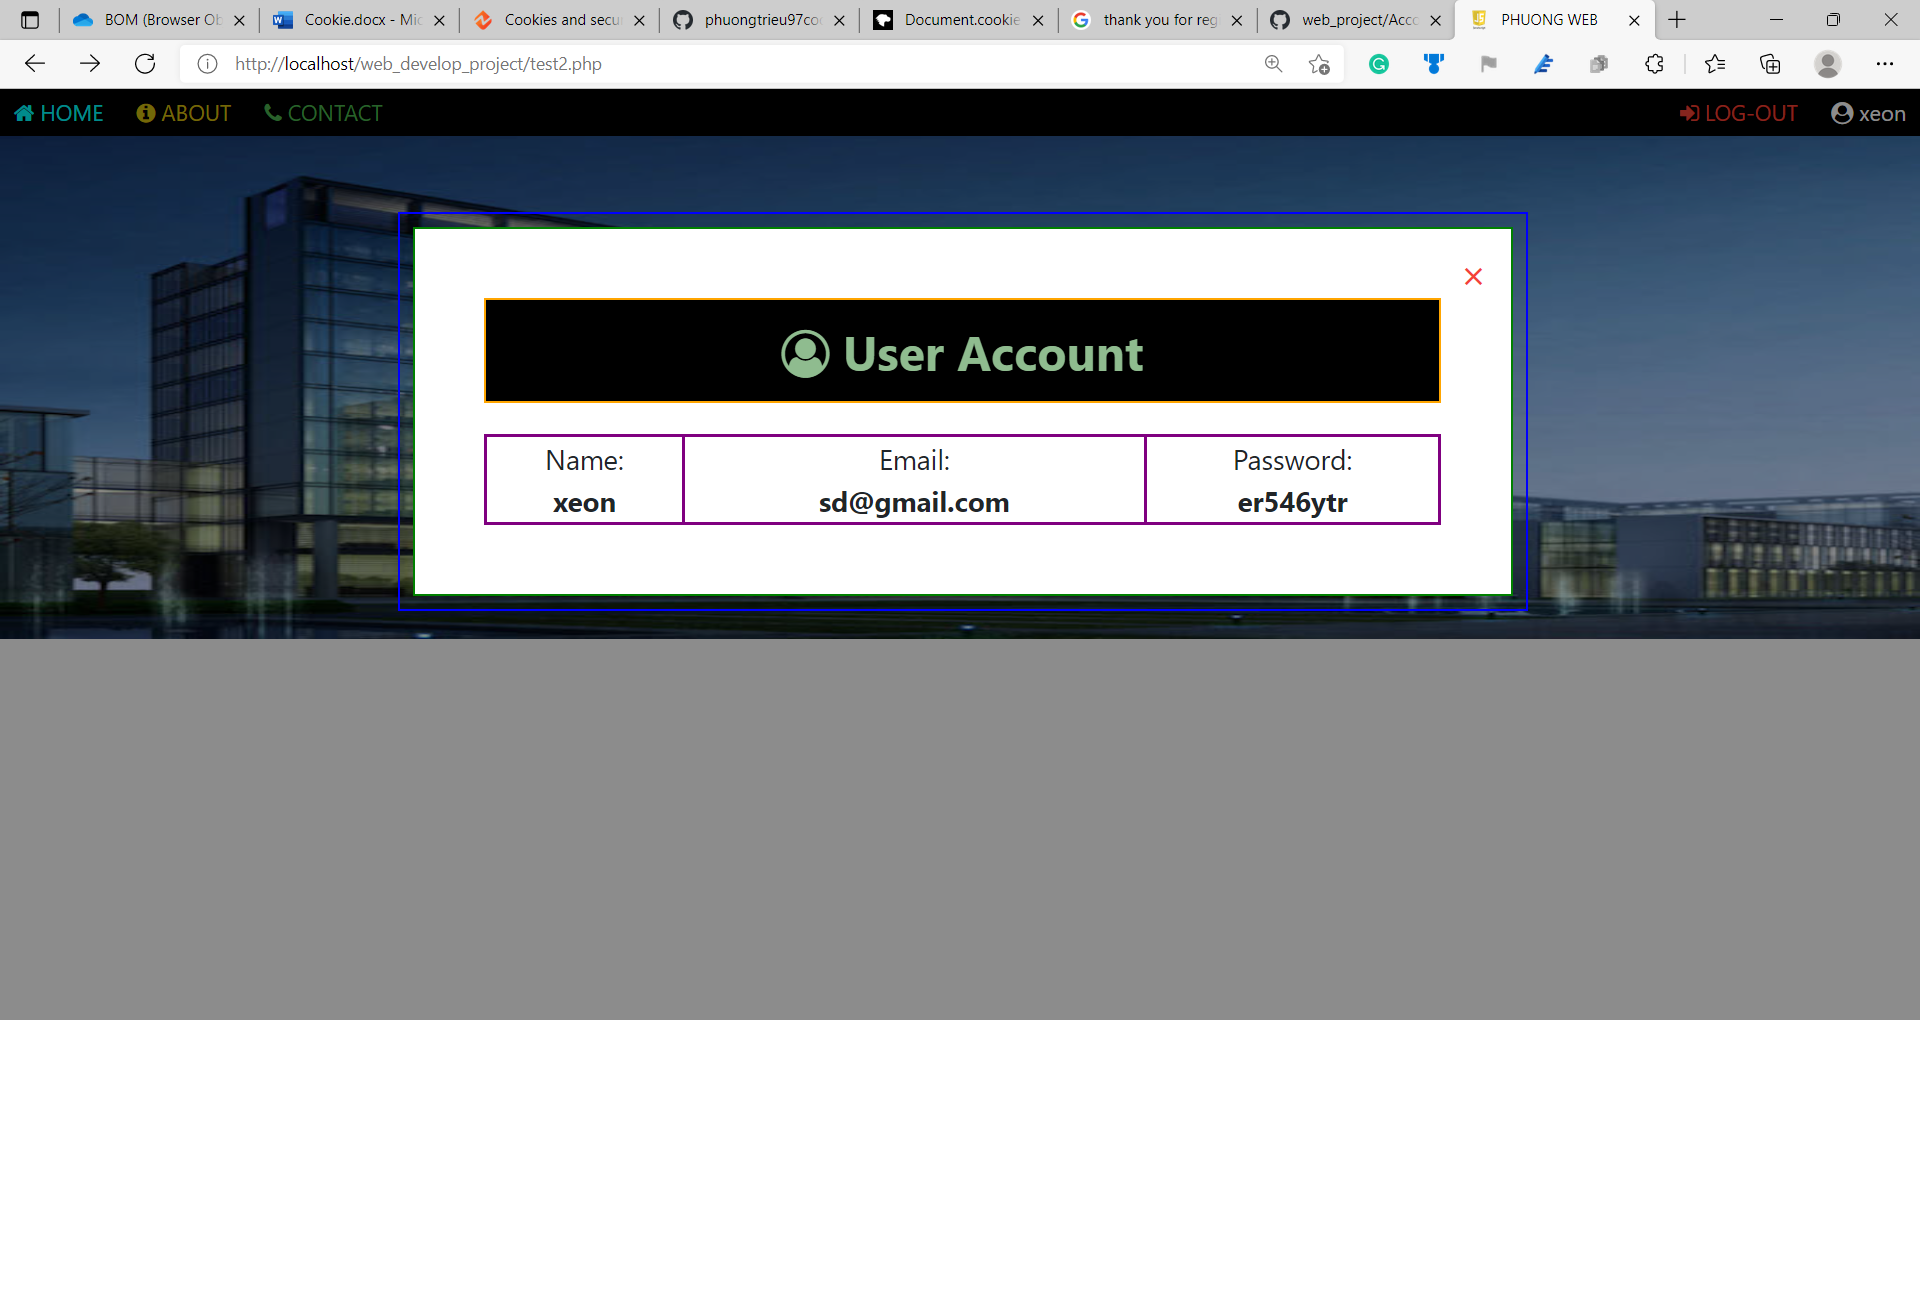 BOM (Browser Ob
Cookie.docx - Mic
Cookies and secu
phuongtrieu97coo
Document.cookie
thank you for reg
web_project/Acco
PHUONG WEB
http://localhost/web_develop_project/test2.php
HOME
ABOUT
CONTACT
LOG-OUT
xeon
User Account
Name:
xeon
Email:
sd@gmail.com
Password:
er546ytr